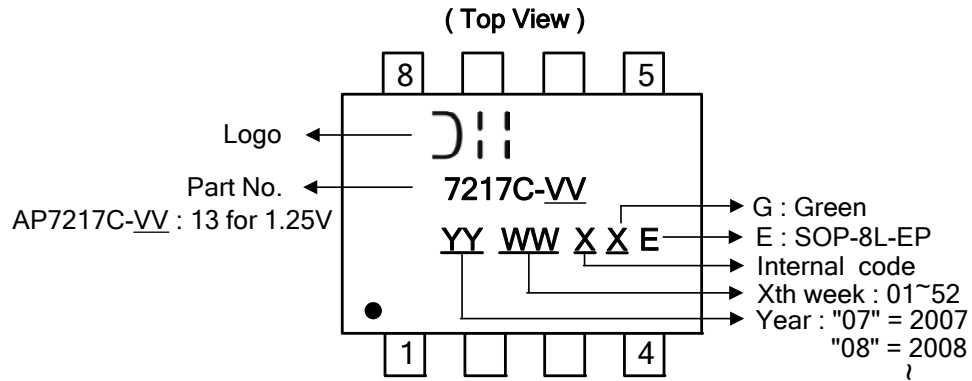 ( Top View )
8 5
Logo
7217C-VV
Part No.
AP7217C-VV : 13 for 1.25V
YY WW X X E
G : Green
E : SOP-8L-EP
Internal code
Xth week : 01~52
Year : "07" = 2007
"08" = 2008
~
1 4